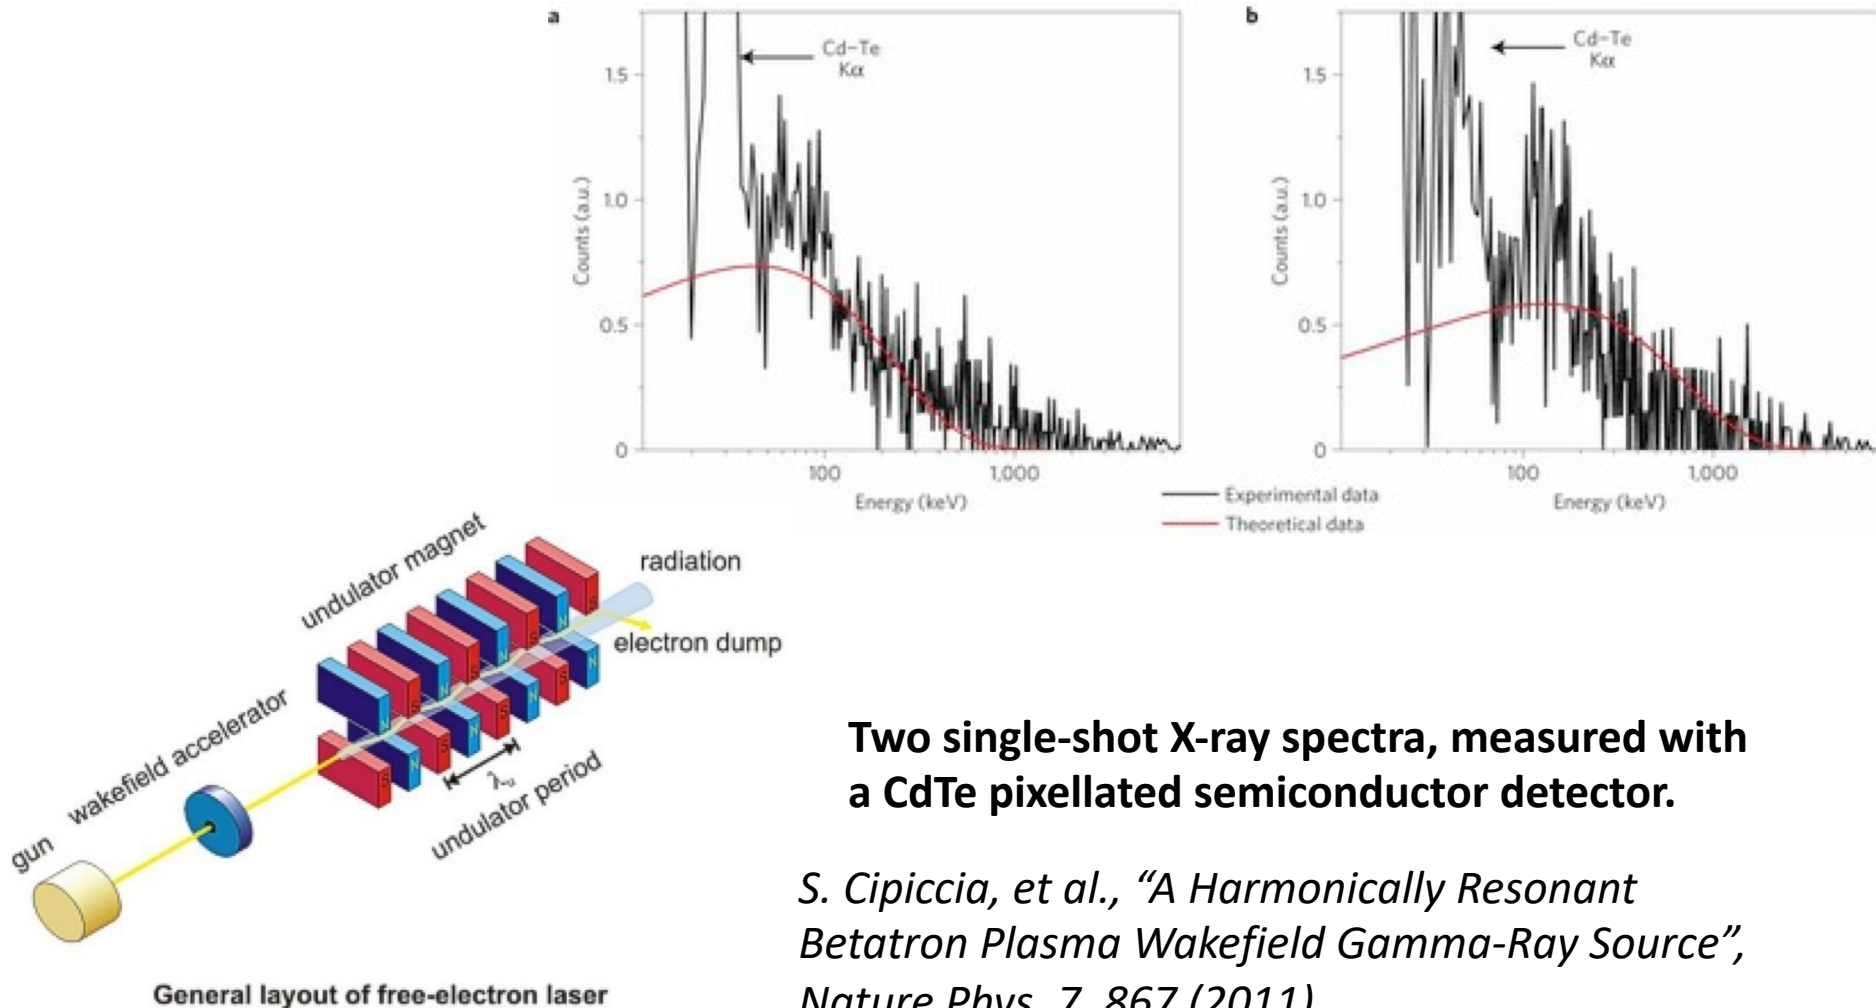 a
Cd-Te
Kα
1.5
1.0
0.5
0
Counts (a.u.)
100
1,000
Energy (keV)
b
Cd-Te
Kα
1.5
1.0
0.5
0
Counts (a.u.)
100
1,000
Energy (keV)
Experimental data
Theoretical data
undulator magnet
radiation
electron dump
wakefield accelerator
gun
λu
undulator period
S
N
S
N
S
N
S
N
S
N
S
N
S
N
S
N
S
N
General layout of free-electron laser
Two single-shot X-ray spectra, measured with
a CdTe pixellated semiconductor detector.
S. Cipiccia, et al., “A Harmonically Resonant
Betatron Plasma Wakefield Gamma-Ray Source”,
Nature Phys. 7, 867 (2011)